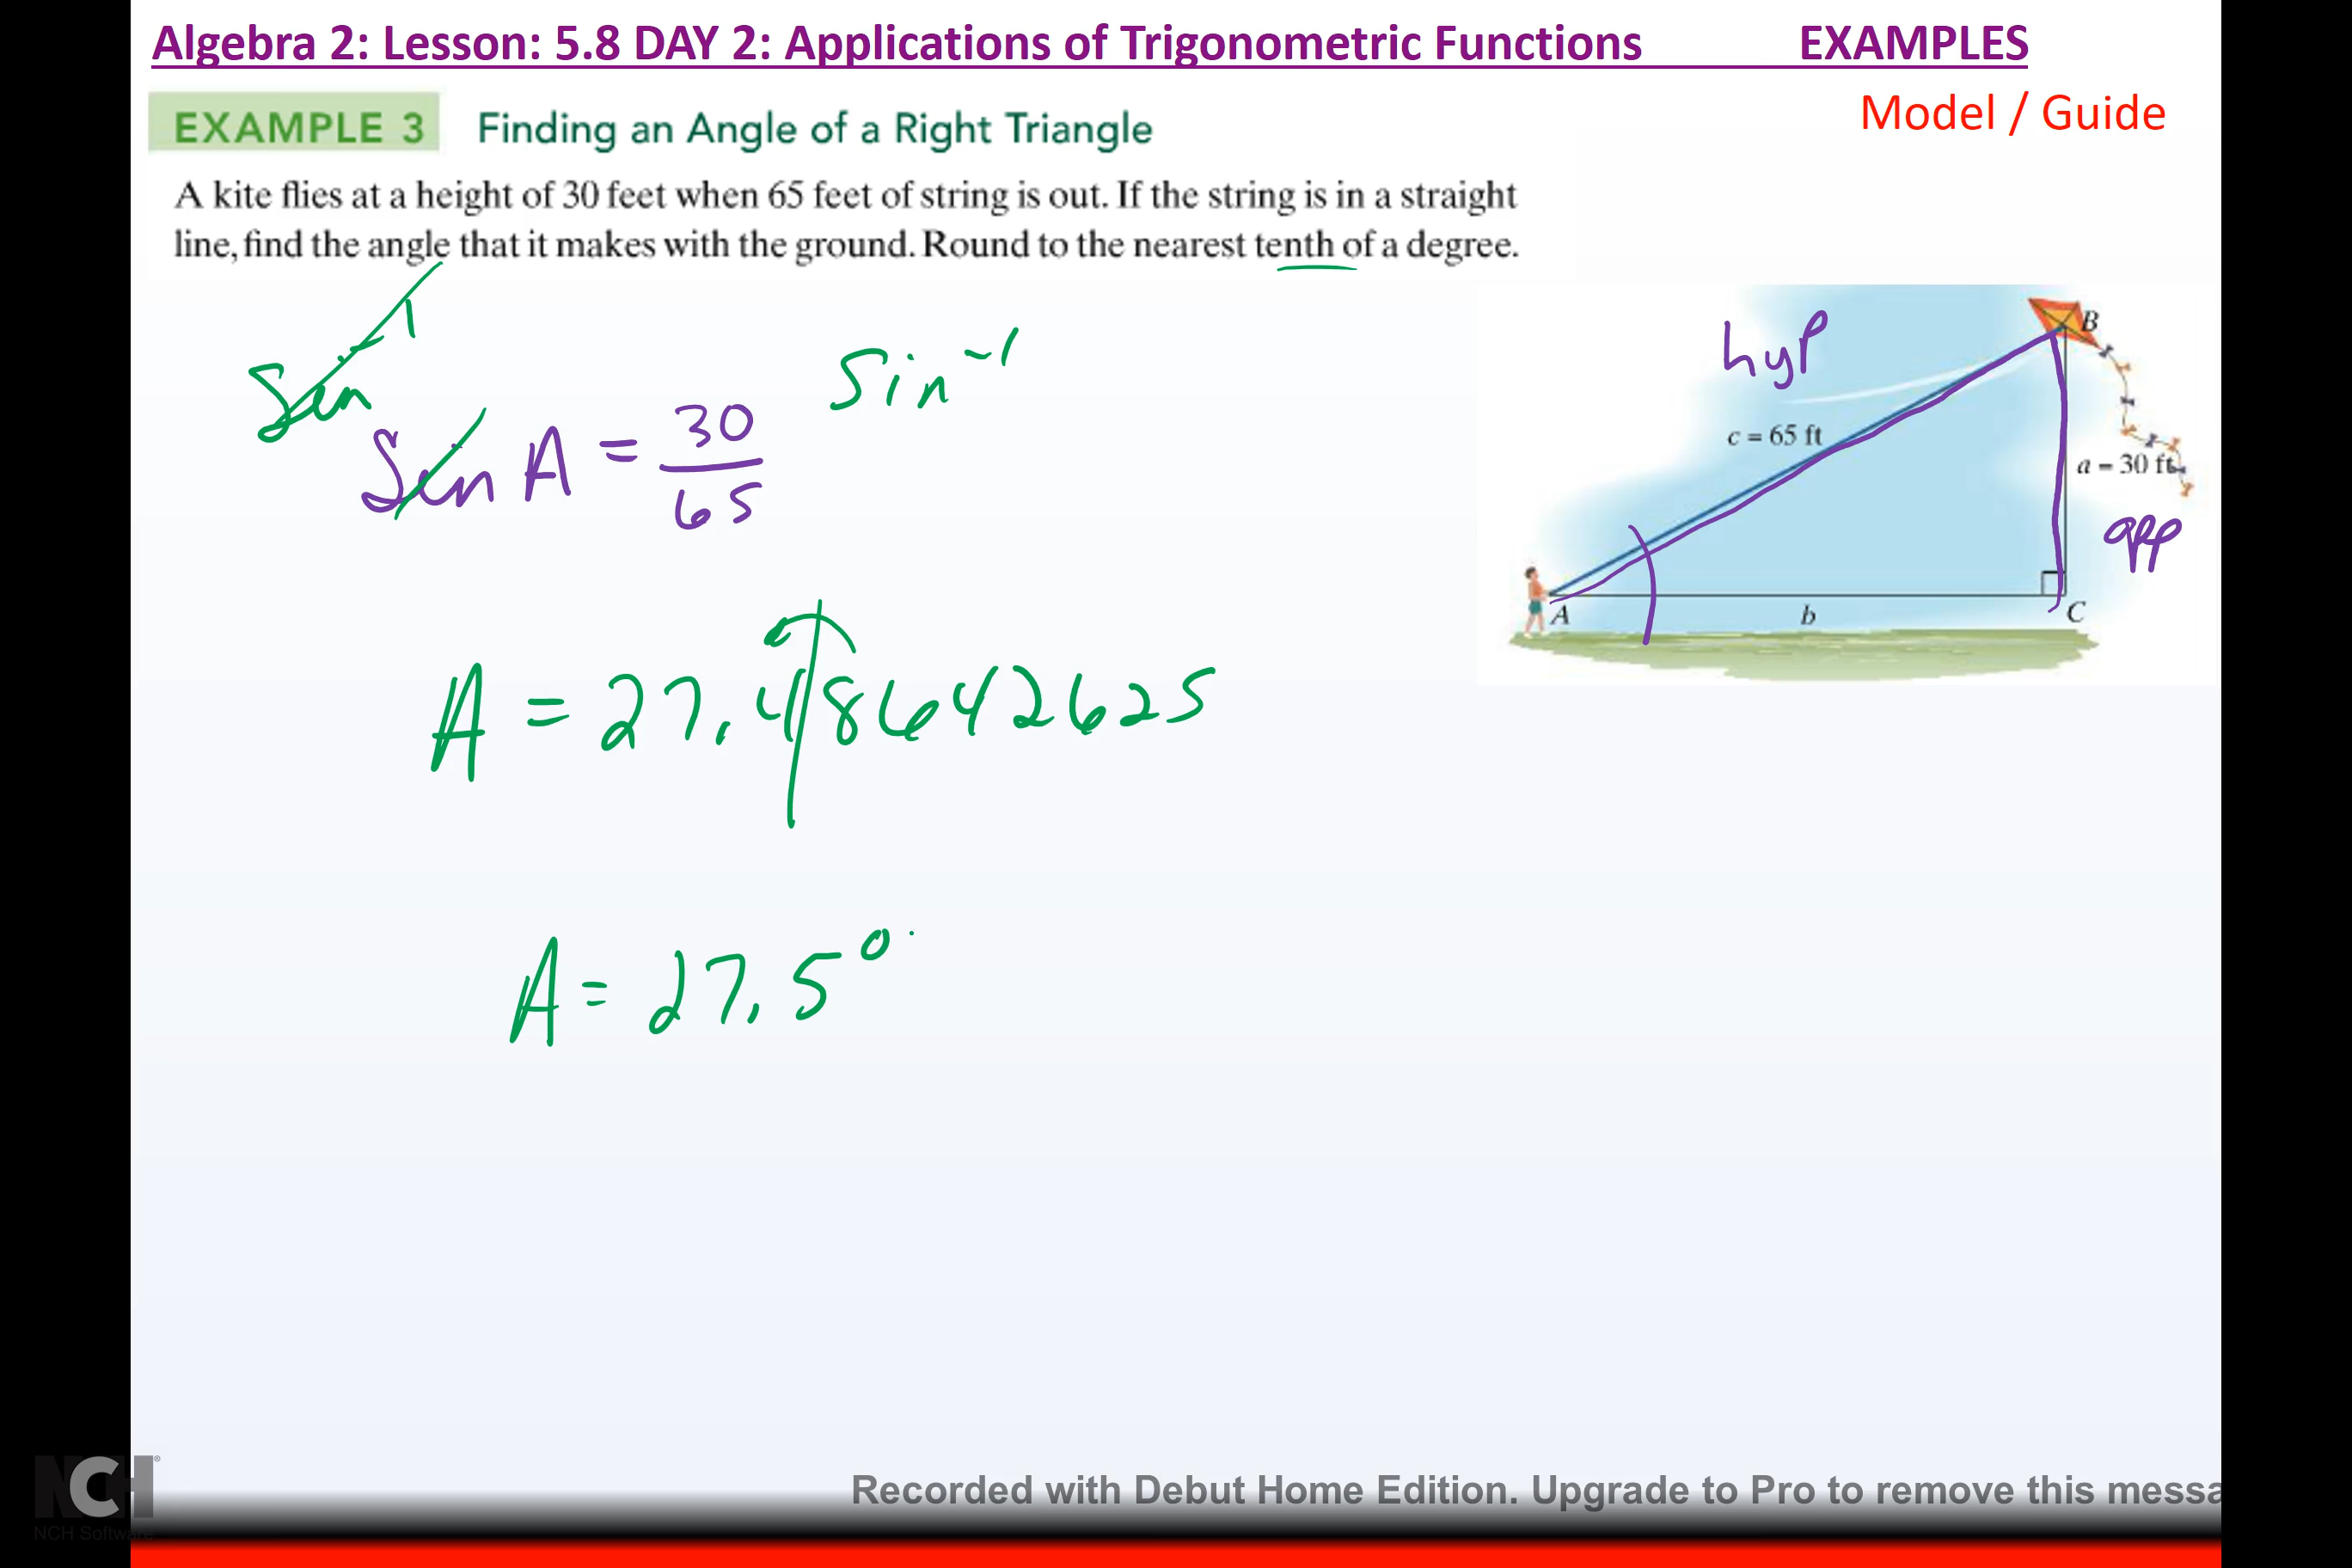 Algebra 2: Lesson: 5.8 DAY 2: Applications of Trigonometric Functions EXAMPLES
Model / Guide
EXAMPLE 3 Finding an Angle of a Right Triangle
A kite flies at a height of 30 feet when 65 feet of string is out. If the string is in a straight
line, find the angle that it makes with the ground. Round to the nearest tenth of a degree.
Sin⁻¹
Sin A = 30/65
Sin⁻¹
A = 27.48642625
A = 27.5°
hyp
B
c = 65 ft
a = 30 ft
opp
A
b
C
NCH®
NCH Software
Recorded with Debut Home Edition. Upgrade to Pro to remove this messa